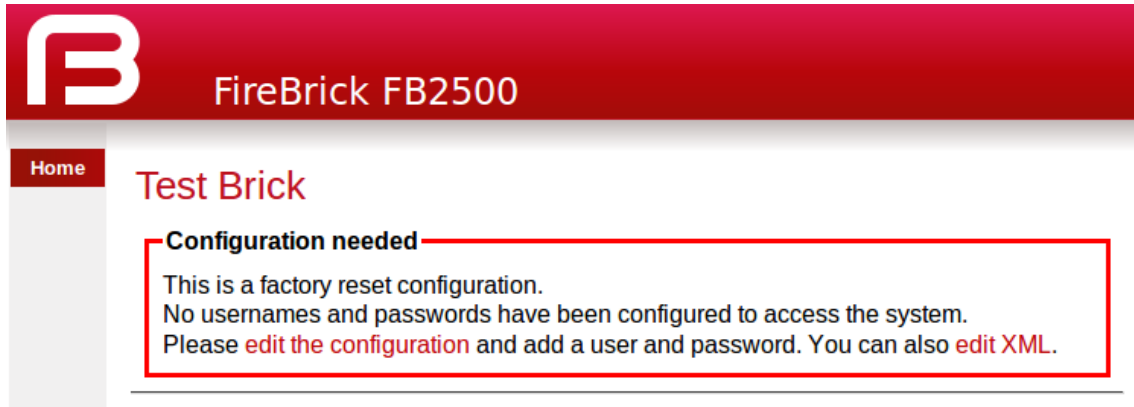 FB
FireBrick FB2500
Home
Test Brick
Configuration needed
This is a factory reset configuration.
No usernames and passwords have been configured to access the system.
Please edit the configuration and add a user and password. You can also edit XML.